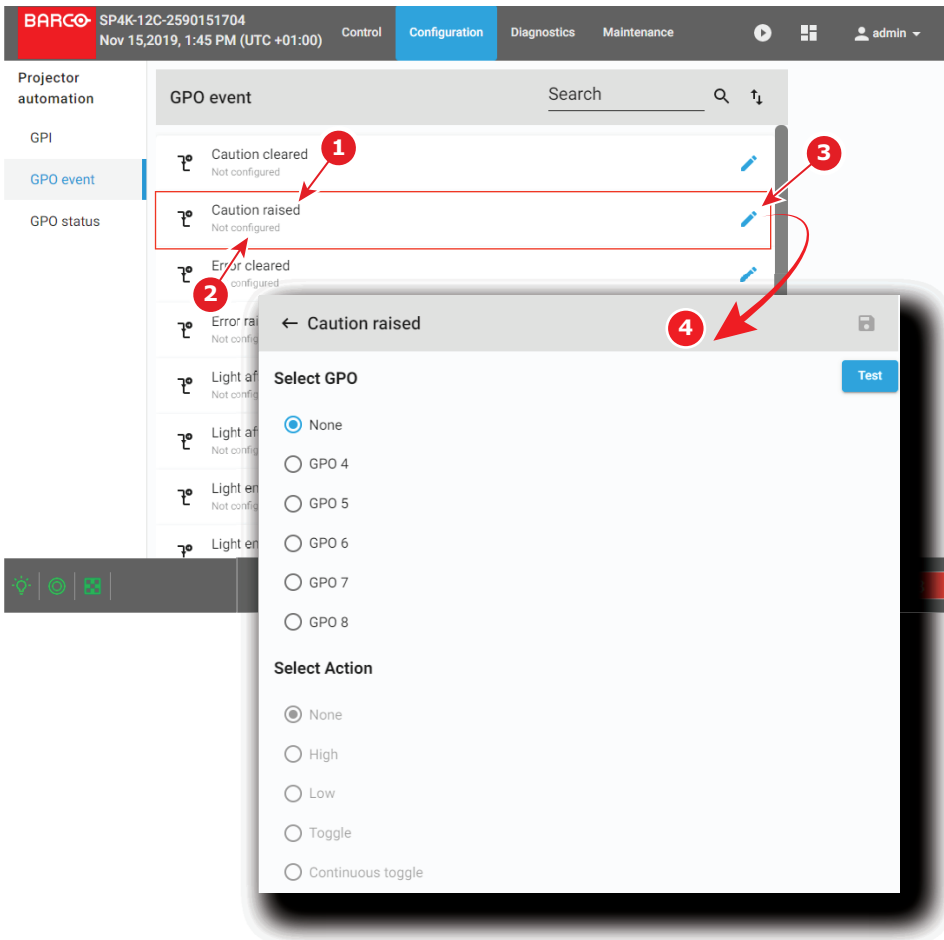 BARCO
SP4K-12C-2590151704
Nov 15,2019, 1:45 PM (UTC +01:00)
Control
Configuration
Diagnostics
Maintenance
admin
Projector
automation
GPI
GPO event
GPO status
GPO event
Search
Caution cleared
Not configured
1
3
Caution raised
Not configured
Error cleared
configured
2
Error rai
Not config
Light af
Not config
Light af
Not config
Light en
Not config
Light en
Caution raised
4
Select GPO
Test
None
GPO 4
GPO 5
GPO 6
GPO 7
GPO 8
Select Action
None
High
Low
Toggle
Continuous toggle